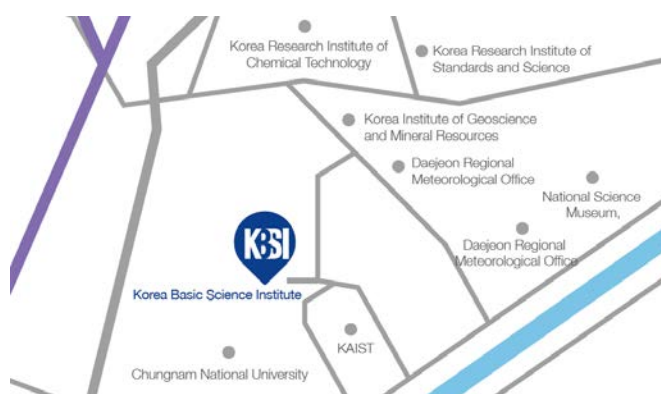 Korea Research Institute of
Chemical Technology
Korea Research Institute of
Standards and Science
Korea Institute of Geoscience
and Mineral Resources
Daejeon Regional
Meteorological Office
National Science
Museum,
Daejeon Regional
Meteorological Office
KBSI
Korea Basic Science Institute
KAIST
Chungnam National University